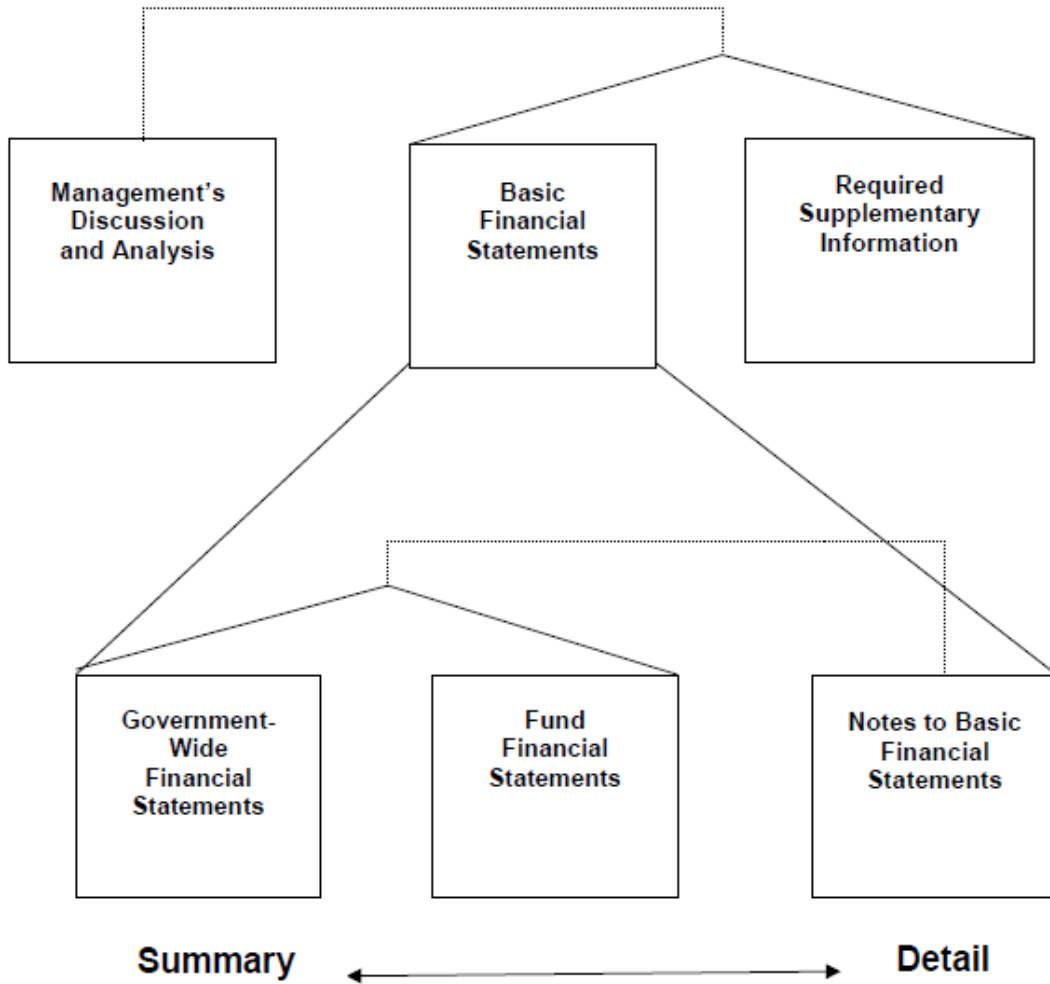 Management’s
Discussion
and Analysis
Basic
Financial
Statements
Required
Supplementary
Information
Government-
Wide
Financial
Statements
Fund
Financial
Statements
Notes to Basic
Financial
Statements
Summary
Detail